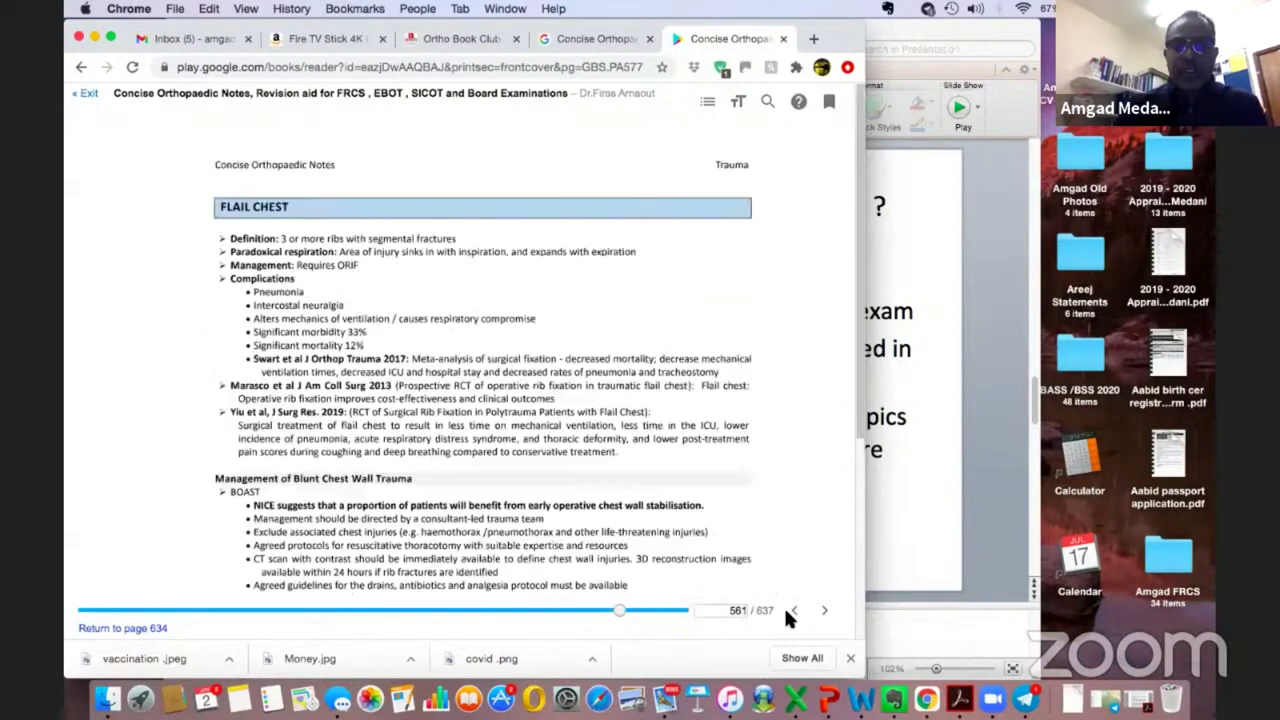 Chrome File Edit View History Bookmarks People Tab Window Help 67%
Inbox (5) – amgao Fire TV Stick 4K Ortho Book Club Concise Orthopa Concise Orthopa
play.google.com/books/reader?id=eazjDwAAQBAJ&printsec=frontcover&pg=GBS.PA577
« Exit Concise Orthopaedic Notes, Revision aid for FRCS , EBOT , SICOT and Board Examinations – Dr.Firas Arnaout
Concise Orthopaedic Notes Trauma
FLAIL CHEST
➢ Definition: 3 or more ribs with segmental fractures
➢ Paradoxical respiration: Area of injury sinks in with inspiration, and expands with expiration
➢ Management: Requires ORIF
➢ Complications
• Pneumonia
• Intercostal neuralgia
• Alters mechanics of ventilation / causes respiratory compromise
• Significant morbidity 33%
• Significant mortality 12%
• Swart et al J Orthop Trauma 2017: Meta-analysis of surgical fixation - decreased mortality; decrease mechanical
ventilation times, decreased ICU and hospital stay and decreased rates of pneumonia and tracheostomy
➢ Marasco et al J Am Coll Surg 2013 (Prospective RCT of operative rib fixation in traumatic flail chest): Flail chest:
Operative rib fixation improves cost-effectiveness and clinical outcomes
➢ Yiu et al, J Surg Res. 2019: (RCT of Surgical Rib Fixation in Polytrauma Patients with Flail Chest):
Surgical treatment of flail chest to result in less time on mechanical ventilation, less time in the ICU, lower
incidence of pneumonia, acute respiratory distress syndrome, and thoracic deformity, and lower post-treatment
pain scores during coughing and deep breathing compared to conservative treatment.
Management of Blunt Chest Wall Trauma
➢ BOAST
• NICE suggests that a proportion of patients will benefit from early operative chest wall stabilisation.
• Management should be directed by a consultant-led trauma team
• Exclude associated chest injuries (e.g. haemothorax /pneumothorax and other life-threatening injuries)
• Agreed protocols for resuscitative thoracotomy with suitable expertise and resources
• CT scan with contrast should be immediately available to define chest wall injuries. 3D reconstruction images
available within 24 hours if rib fractures are identified
• Agreed guidelines for the drains, antibiotics and analgesia protocol must be available
561 / 637
Return to page 634
vaccination .jpeg Money.jpg covid .png Show All
arch in Presentation
Slide Show
ck Styles
Play
?
exam
ed in
pics
re
102%
Amgad Meda...
Amgad Old
Photos
4 items
2019 - 2020
Apprai...Medani
13 items
Areej
Statements
6 items
2019 - 2020
Apprai...dani.pdf
BASS /BSS 2020
48 items
Aabid birth cer
registr...rm .pdf
Calculator
Aabid passport
application.pdf
JUL
17
Calendar
Amgad FRCS
34 items
zoom